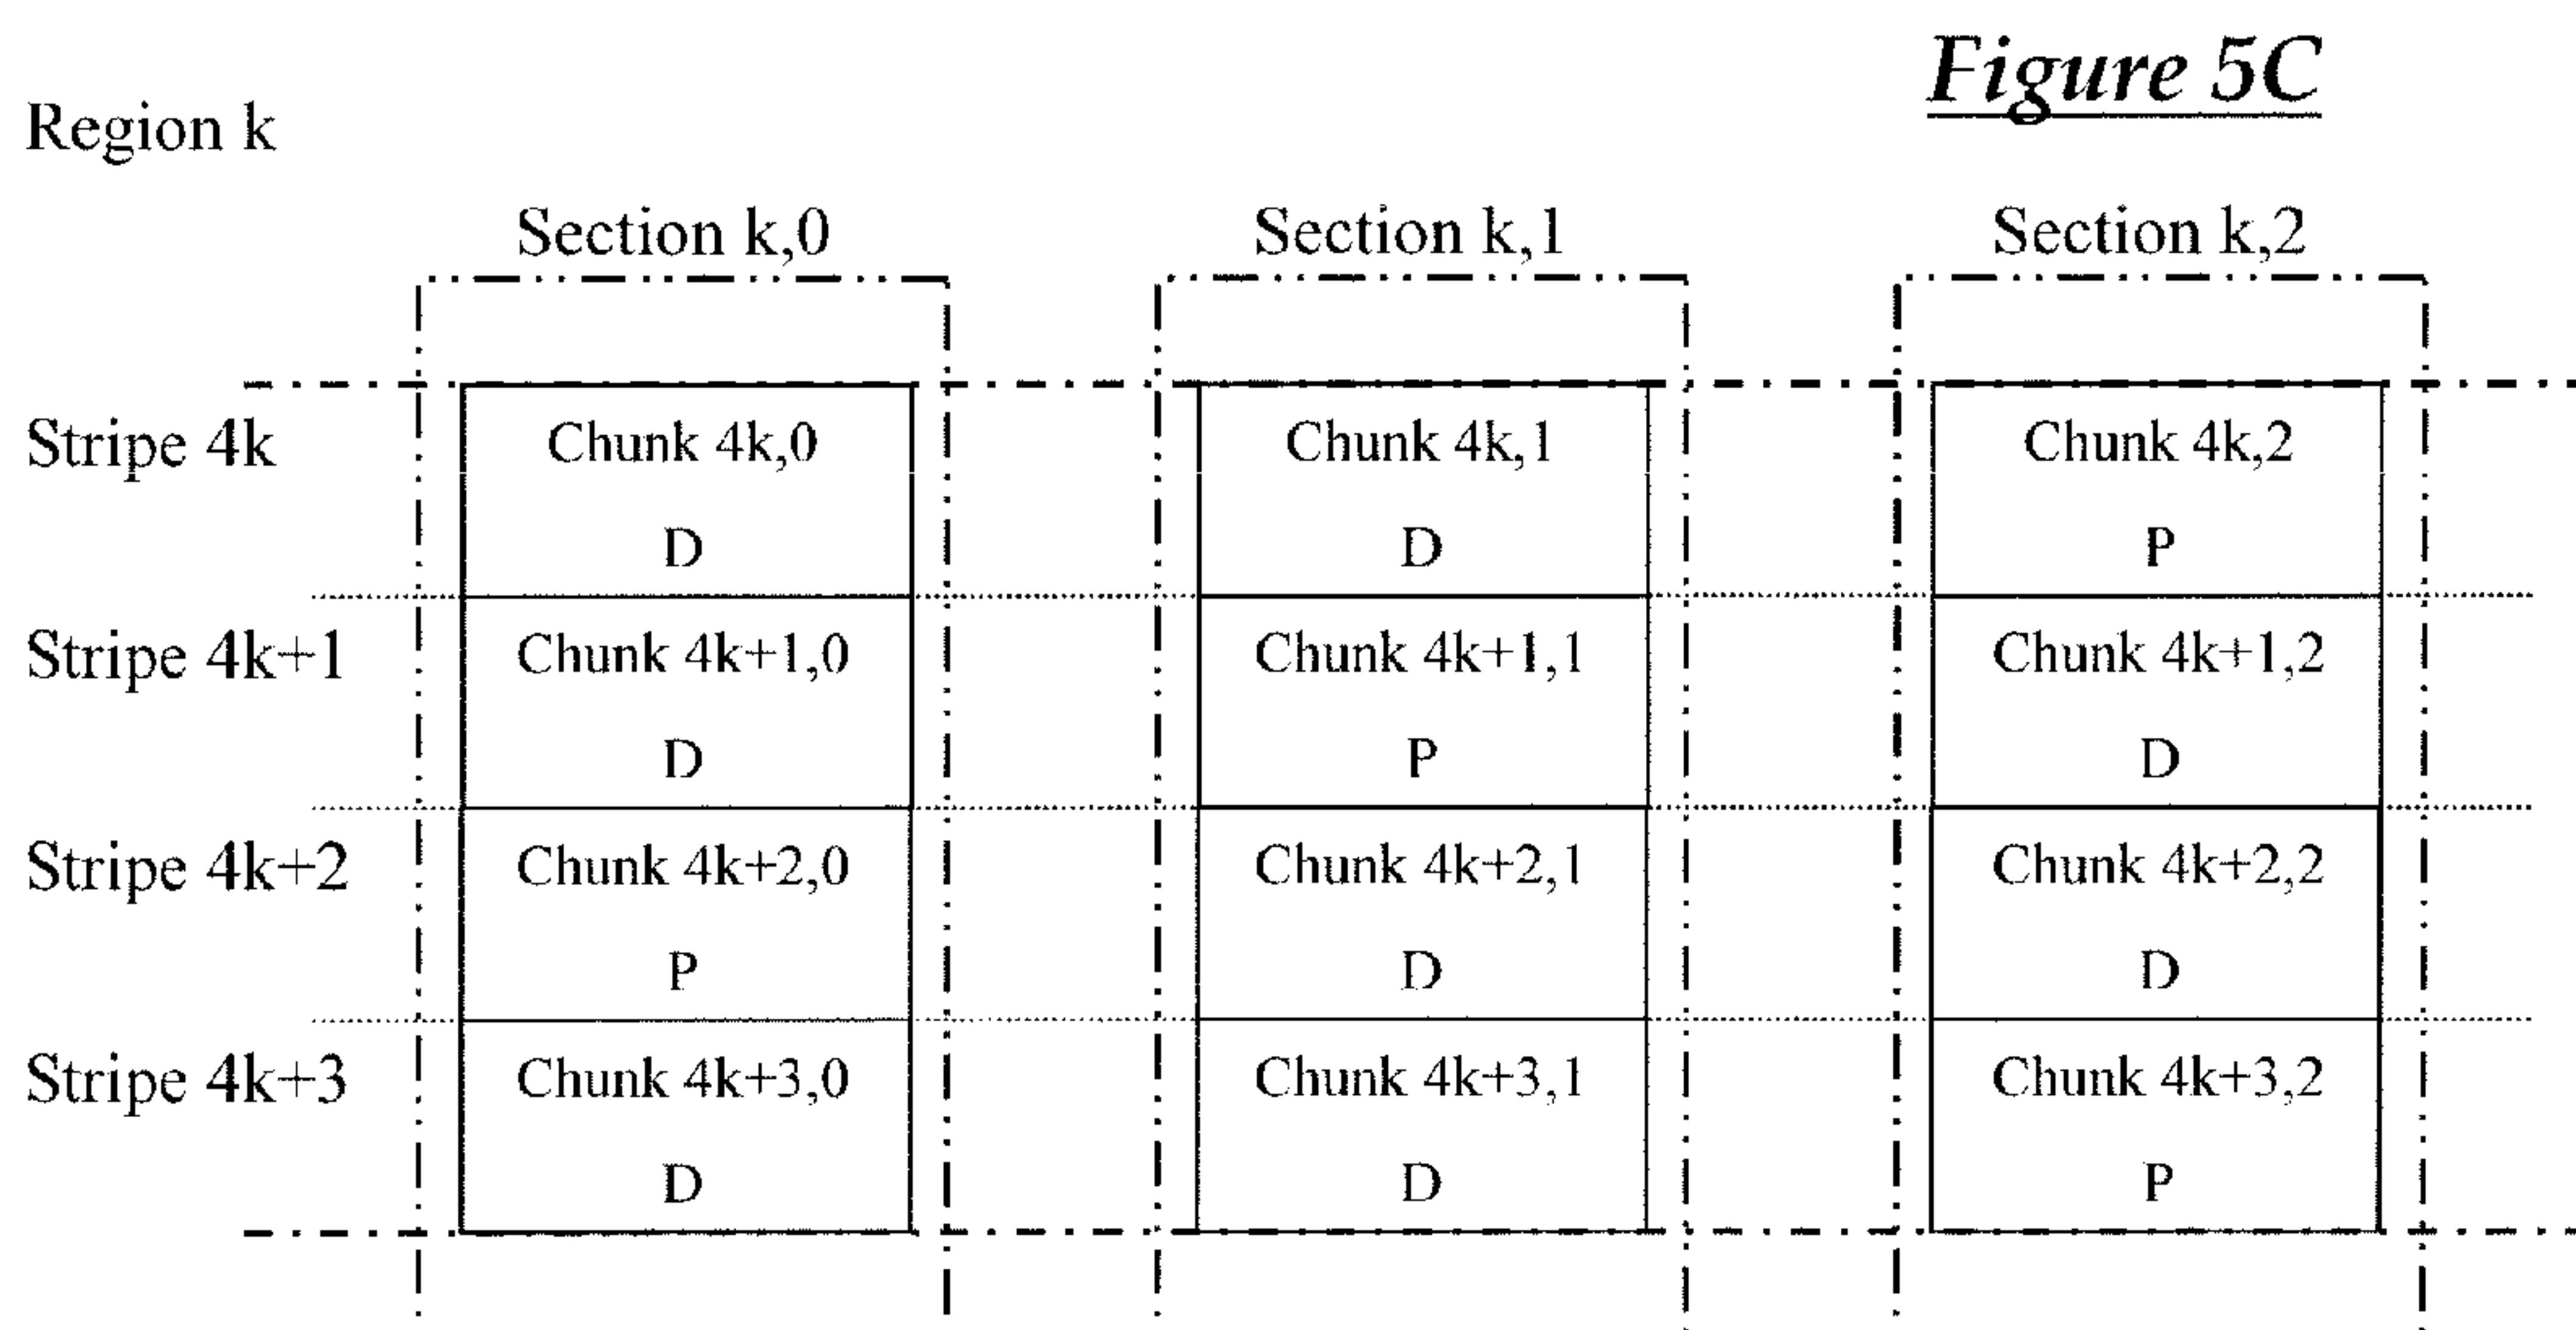 Figure 5C
Region k
Section k,0 Section k,1 Section k,2
Stripe 4k Chunk 4k,0 Chunk 4k,1 Chunk 4k,2
D D P
Stripe 4k+1 Chunk 4k+1,0 Chunk 4k+1,1 Chunk 4k+1,2
D P D
Stripe 4k+2 Chunk 4k+2,0 Chunk 4k+2,1 Chunk 4k+2,2
P D D
Stripe 4k+3 Chunk 4k+3,0 Chunk 4k+3,1 Chunk 4k+3,2
D D P